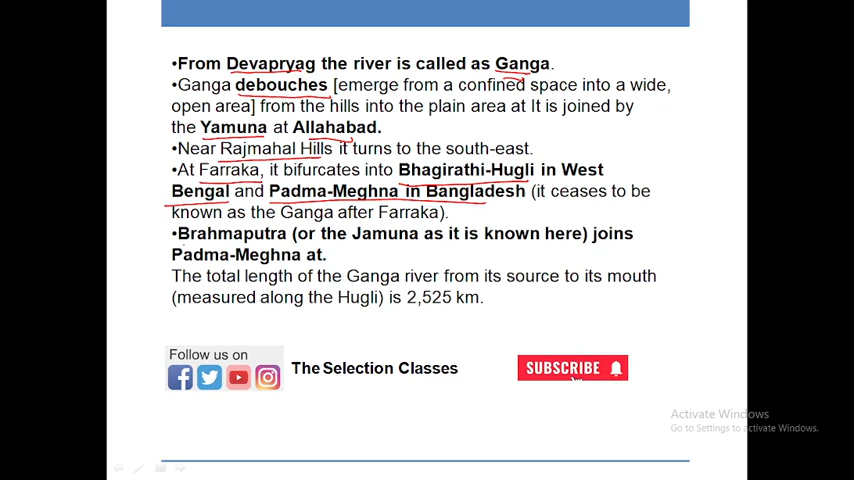 •From Devapryag the river is called as Ganga.
•Ganga debouches [emerge from a confined space into a wide,
open area] from the hills into the plain area at It is joined by
the Yamuna at Allahabad.
•Near Rajmahal Hills it turns to the south-east.
•At Farraka, it bifurcates into Bhagirathi-Hugli in West
Bengal and Padma-Meghna in Bangladesh (it ceases to be
known as the Ganga after Farraka).
•Brahmaputra (or the Jamuna as it is known here) joins
Padma-Meghna at.
The total length of the Ganga river from its source to its mouth
(measured along the Hugli) is 2,525 km.
Follow us on
The Selection Classes
SUBSCRIBE
Activate Windows
Go to Settings to activate Windows.